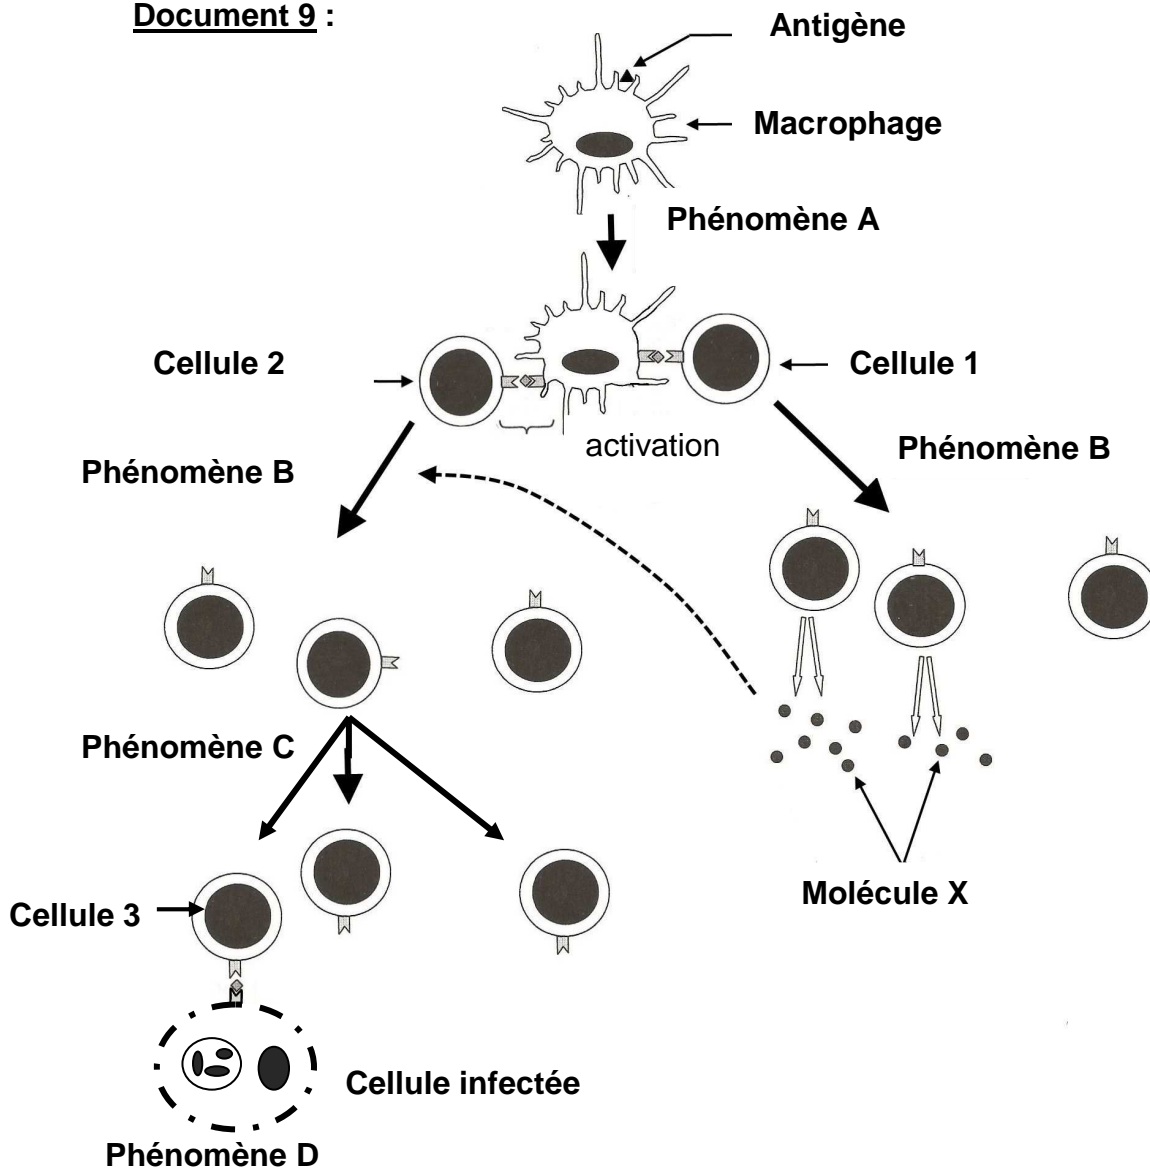 Document 9 :
Antigène
Macrophage
Phénomène A
Cellule 2
Cellule 1
activation
Phénomène B
Phénomène B
Phénomène C
Molécule X
Cellule 3
Cellule infectée
Phénomène D